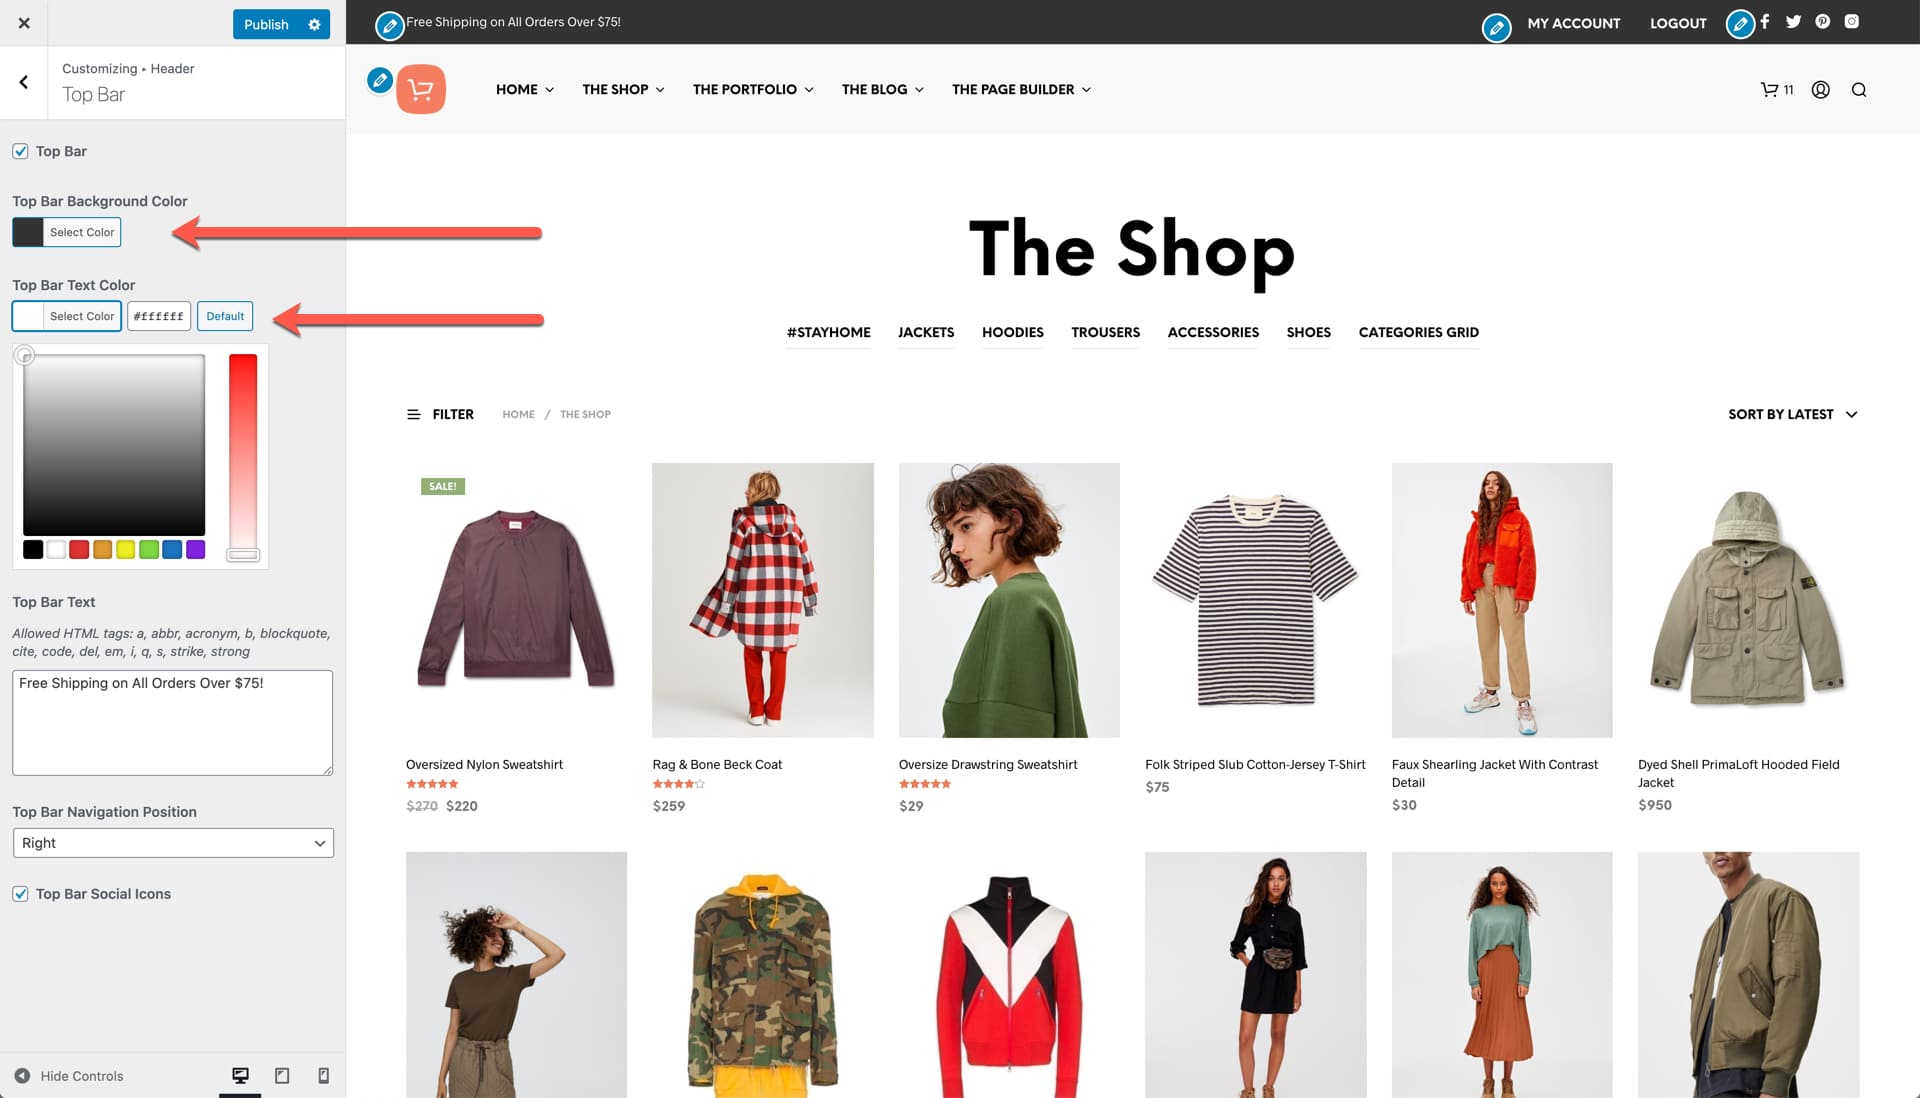 Publish
Customizing ▸ Header
Top Bar
Top Bar
Top Bar Background Color
Select Color
Top Bar Text Color
Select Color
#ffffff
Default
Top Bar Text
Allowed HTML tags: a, abbr, acronym, b, blockquote,
cite, code, del, em, i, q, s, strike, strong
Free Shipping on All Orders Over $75!
Top Bar Navigation Position
Right
Top Bar Social Icons
Hide Controls
Free Shipping on All Orders Over $75!
MY ACCOUNT
LOGOUT
HOME
THE SHOP
THE PORTFOLIO
THE BLOG
THE PAGE BUILDER
11
The Shop
#STAYHOME
JACKETS
HOODIES
TROUSERS
ACCESSORIES
SHOES
CATEGORIES GRID
FILTER
HOME / THE SHOP
SORT BY LATEST
SALE!
Oversized Nylon Sweatshirt
$270 $220
Rag & Bone Beck Coat
$259
Oversize Drawstring Sweatshirt
$29
Folk Striped Slub Cotton-Jersey T-Shirt
$75
Faux Shearling Jacket With Contrast
Detail
$30
Dyed Shell PrimaLoft Hooded Field
Jacket
$950